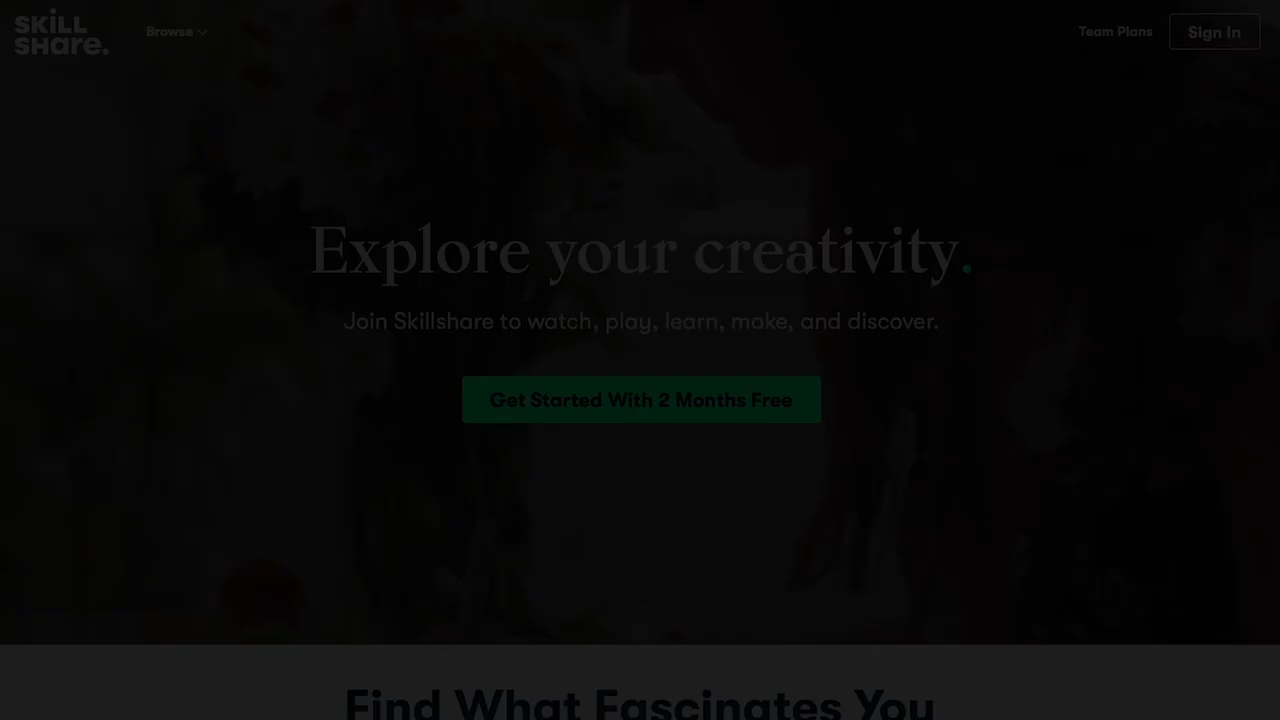 SKiLL
SHare.
Browse
Team Plans
Sign In
Explore your creativity.
Join Skillshare to watch, play, learn, make, and discover.
Get Started With 2 Months Free
Find What Fascinates You